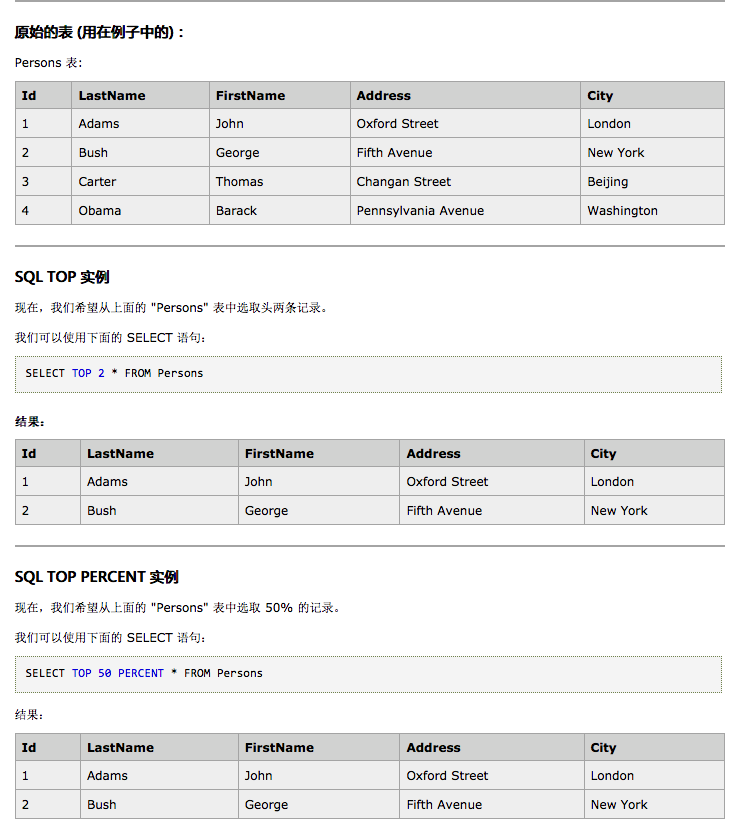 原始的表 (用在例子中的)：
Persons 表:
Id LastName FirstName Address City
1 Adams John Oxford Street London
2 Bush George Fifth Avenue New York
3 Carter Thomas Changan Street Beijing
4 Obama Barack Pennsylvania Avenue Washington
SQL TOP 实例
现在，我们希望从上面的 "Persons" 表中选取头两条记录。
我们可以使用下面的 SELECT 语句：
SELECT TOP 2 * FROM Persons
结果：
Id LastName FirstName Address City
1 Adams John Oxford Street London
2 Bush George Fifth Avenue New York
SQL TOP PERCENT 实例
现在，我们希望从上面的 "Persons" 表中选取 50% 的记录。
我们可以使用下面的 SELECT 语句：
SELECT TOP 50 PERCENT * FROM Persons
结果：
Id LastName FirstName Address City
1 Adams John Oxford Street London
2 Bush George Fifth Avenue New York